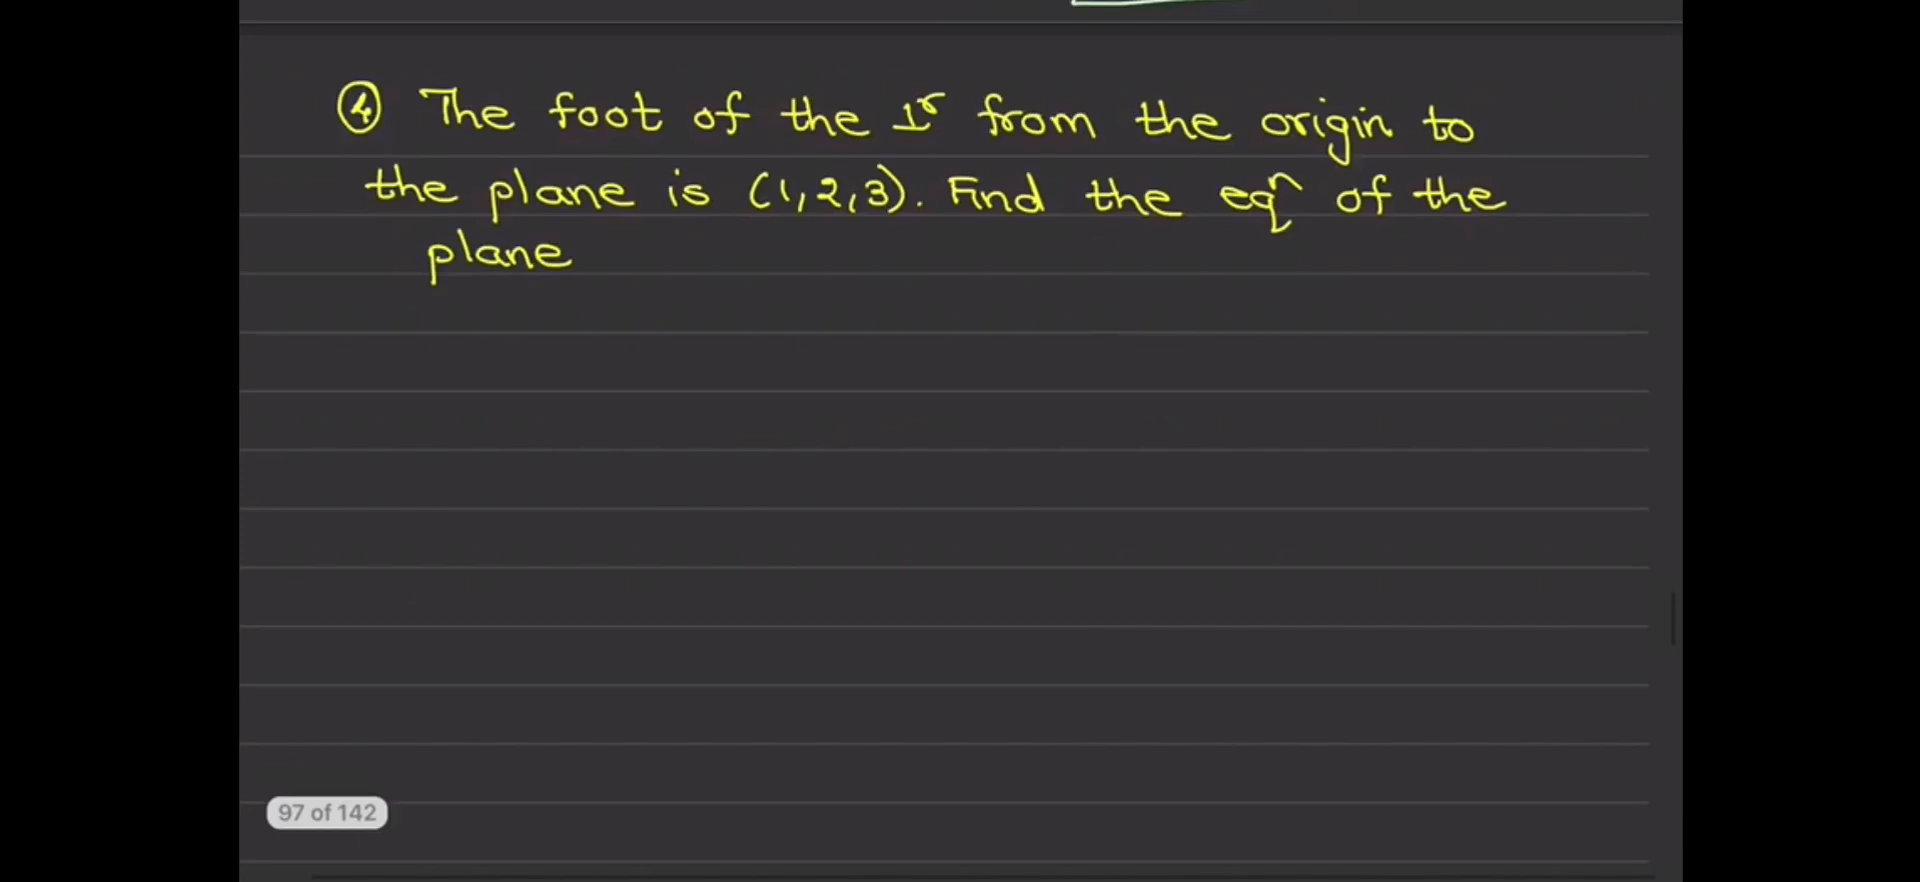 ④ The foot of the ⊥r from the origin to
the plane is (1,2,3). Find the eqn of the
plane
97 of 142